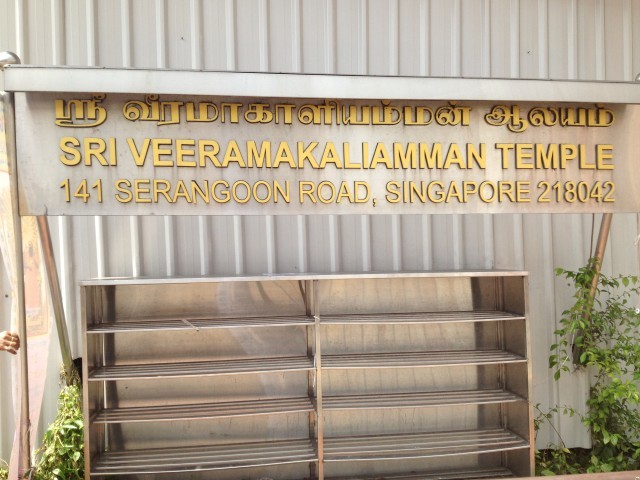 ஸ்ரீ வீரமாகாளியம்மன் ஆலயம்
SRI VEERAMAKALIAMMAN TEMPLE
141 SERANGOON ROAD, SINGAPORE 218042